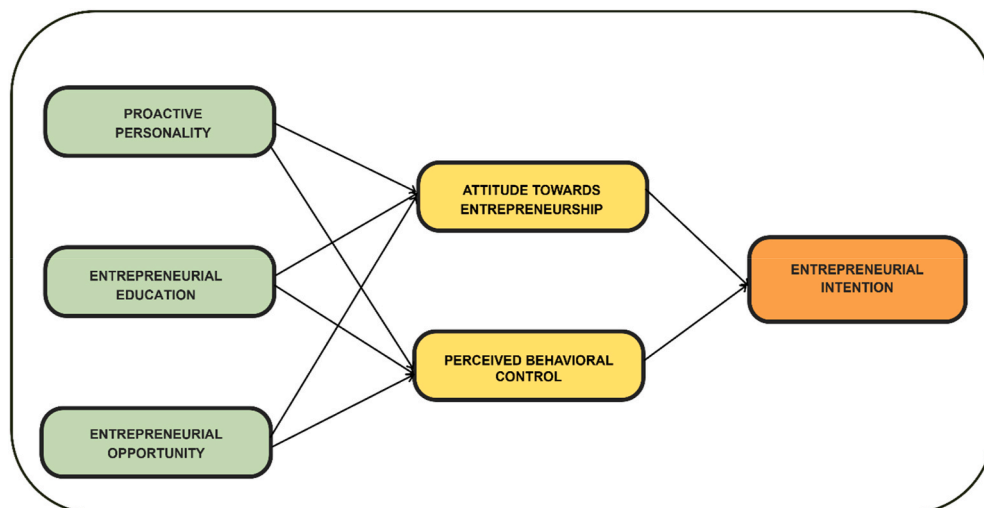 PROACTIVE
PERSONALITY
ATTITUDE TOWARDS
ENTREPRENEURSHIP
ENTREPRENEURIAL
EDUCATION
ENTREPRENEURIAL
INTENTION
PERCEIVED BEHAVIORAL
CONTROL
ENTREPRENEURIAL
OPPORTUNITY